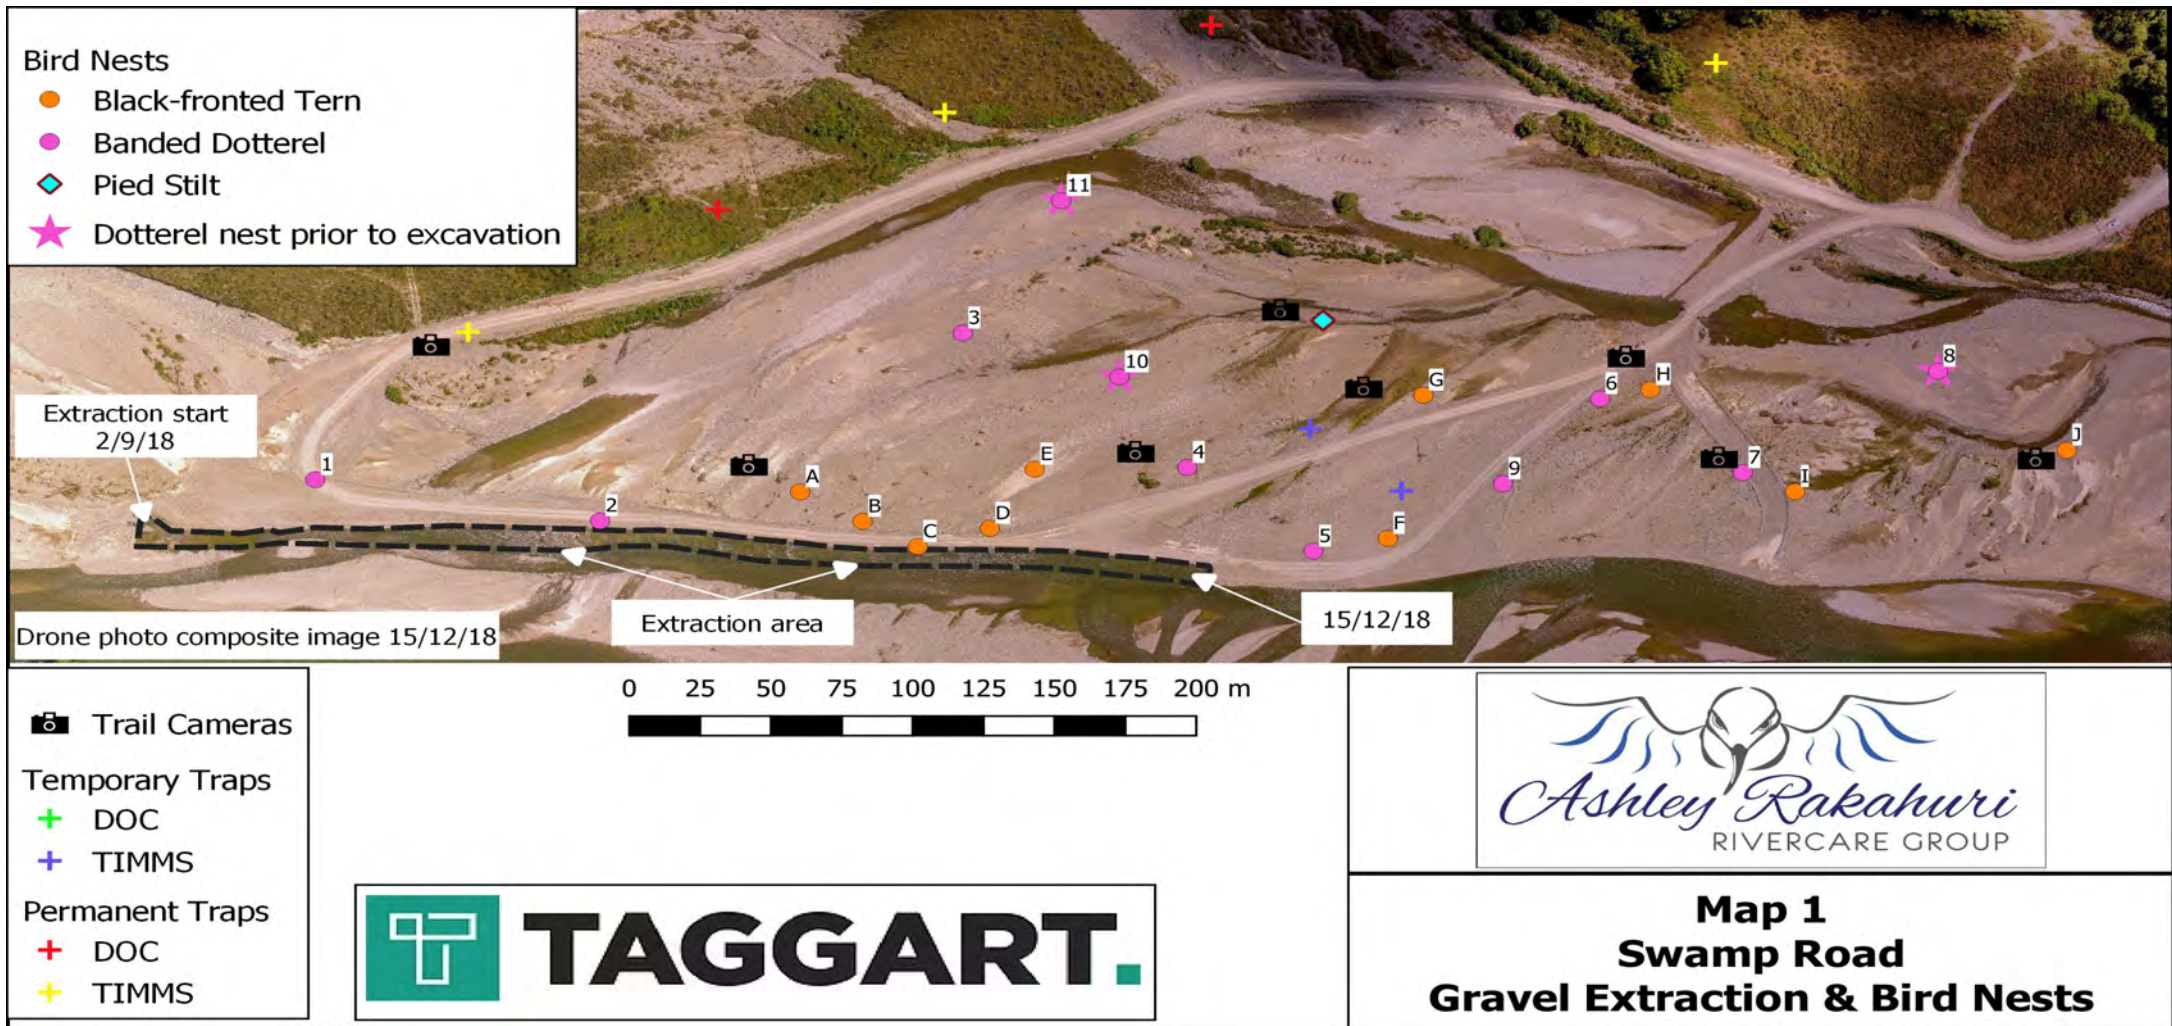 Bird Nests
Black-fronted Tern
Banded Dotterel
Pied Stilt
Dotterel nest prior to excavation
11
3
10
8
G
6
H
Extraction start
2/9/18
1
4
E
A
9
7
J
I
2
B
C
D
5
F
Extraction area
15/12/18
Drone photo composite image 15/12/18
Trail Cameras
Temporary Traps
DOC
TIMMS
Permanent Traps
DOC
TIMMS
0 25 50 75 100 125 150 175 200 m
TAGGART.
Ashley Rakahuri
RIVERCARE GROUP
Map 1
Swamp Road
Gravel Extraction & Bird Nests